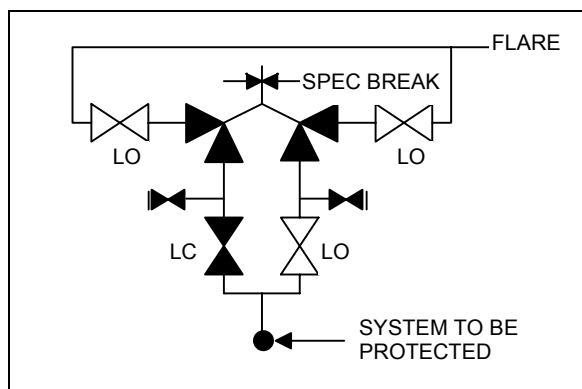 FLARE
SPEC BREAK
LO
LO
LC
LO
SYSTEM TO BE
PROTECTED